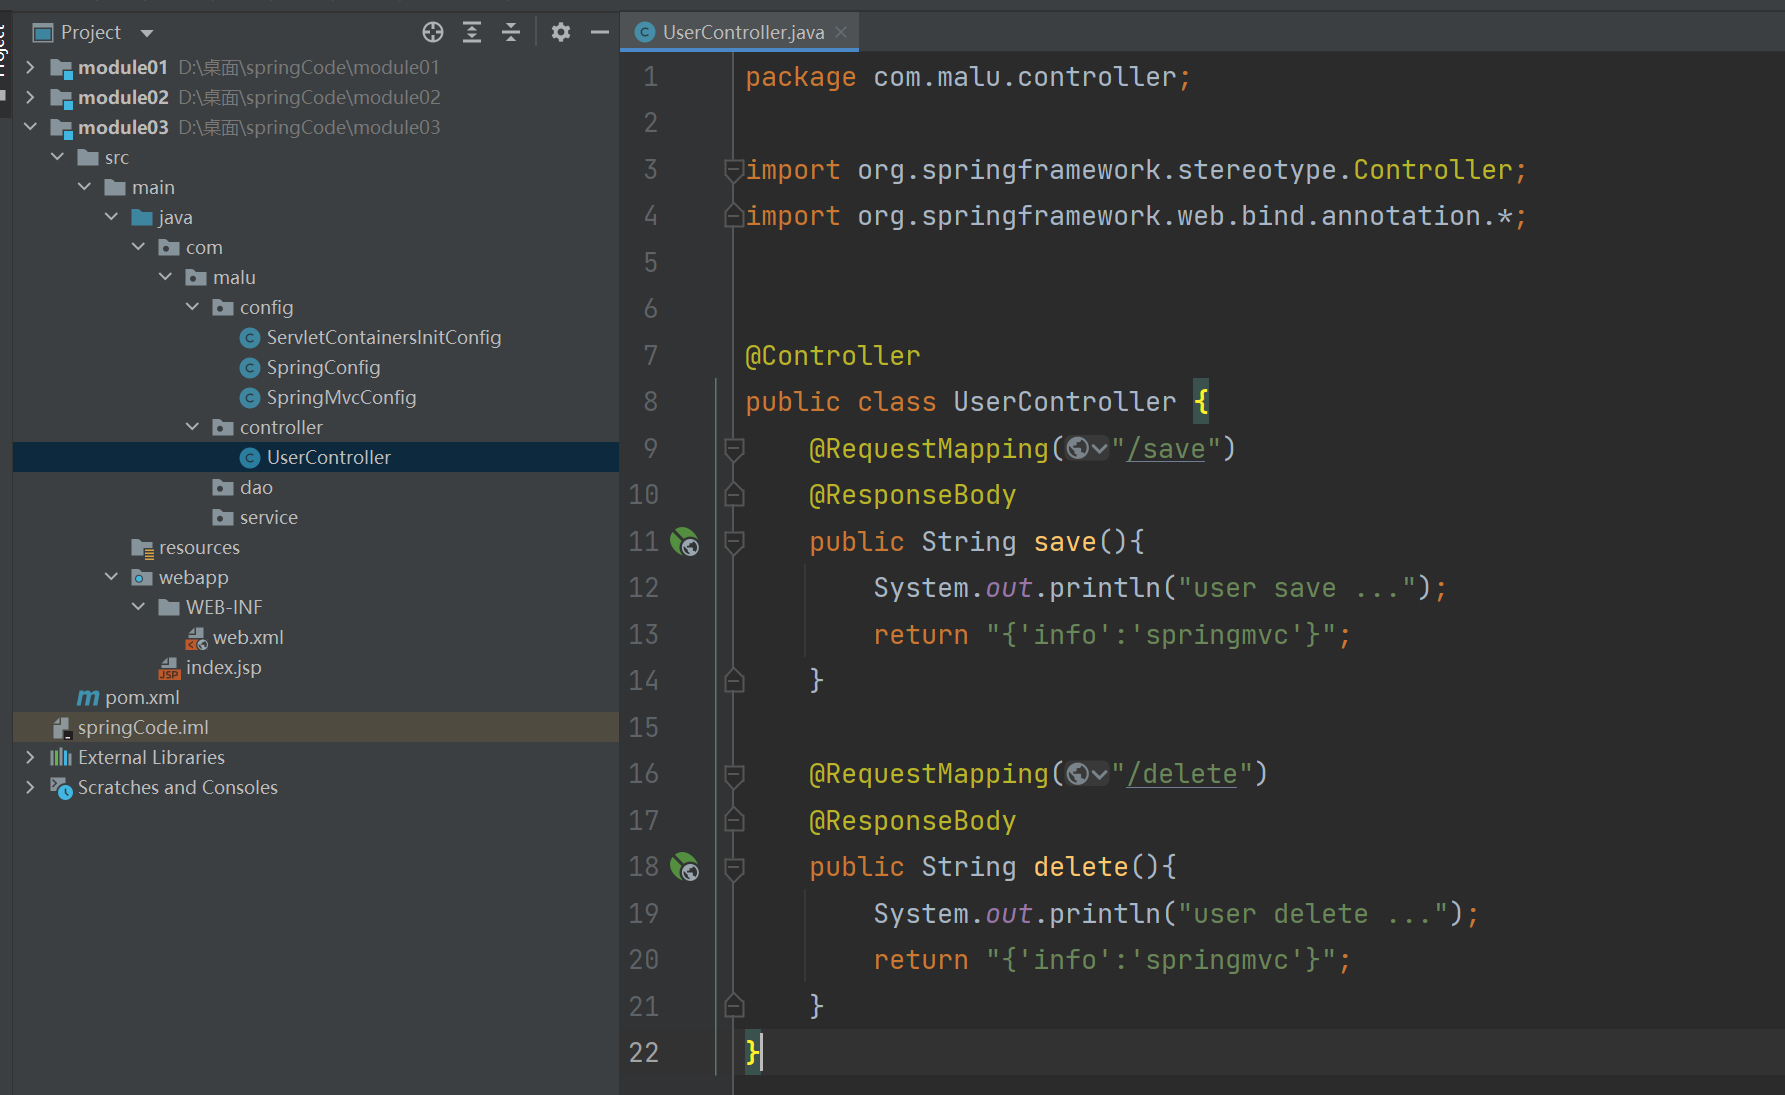 Project
module01 D:\桌面\springCode\module01
module02 D:\桌面\springCode\module02
module03 D:\桌面\springCode\module03
src
main
java
com
malu
config
ServletContainersInitConfig
SpringConfig
SpringMvcConfig
controller
UserController
dao
service
resources
webapp
WEB-INF
web.xml
index.jsp
pom.xml
springCode.iml
External Libraries
Scratches and Consoles
UserController.java
1 package com.malu.controller;
2
3 import org.springframework.stereotype.Controller;
4 import org.springframework.web.bind.annotation.*;
5
6
7 @Controller
8 public class UserController {
9 @RequestMapping("/save")
10 @ResponseBody
11 public String save(){
12 System.out.println("user save ...");
13 return "{'info':'springmvc'}";
14 }
15
16 @RequestMapping("/delete")
17 @ResponseBody
18 public String delete(){
19 System.out.println("user delete ...");
20 return "{'info':'springmvc'}";
21 }
22 }